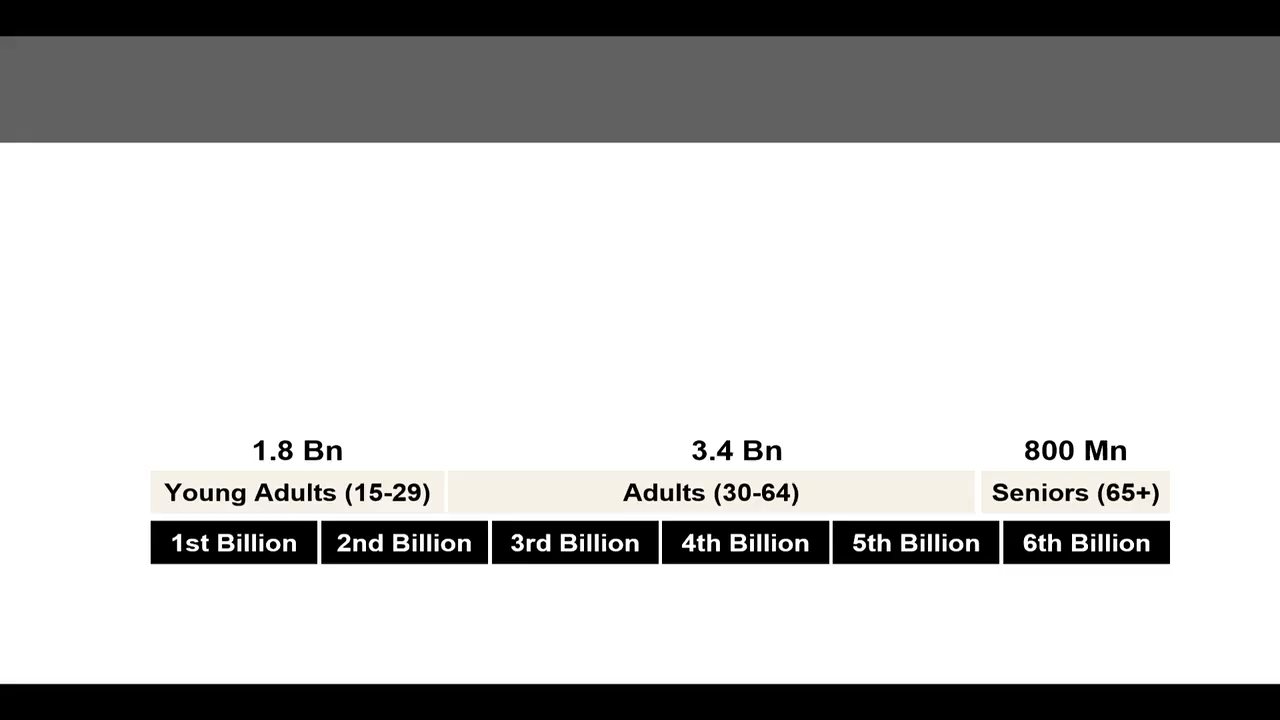 1.8 Bn 3.4 Bn 800 Mn
Young Adults (15-29) Adults (30-64) Seniors (65+)
1st Billion 2nd Billion 3rd Billion 4th Billion 5th Billion 6th Billion